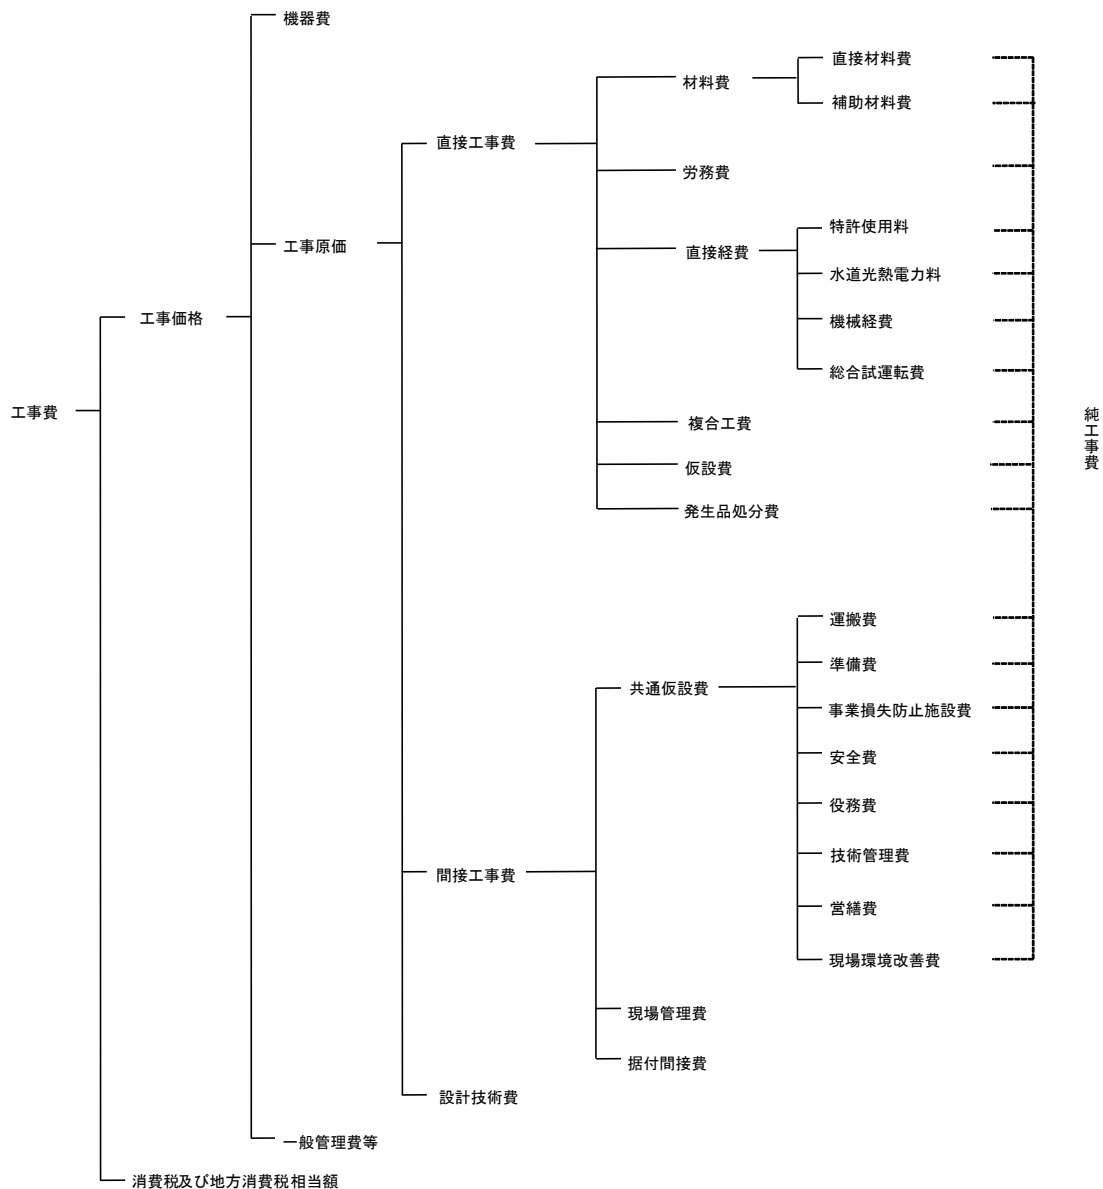 機器費
直接材料費
材料費
補助材料費
直接工事費
労務費
特許使用料
工事原価
直接経費
水道光熱電力料
工事価格
機械経費
総合試運転費
工事費
複合工費
純工事費
仮設費
発生品処分費
運搬費
準備費
共通仮設費
事業損失防止施設費
安全費
役務費
技術管理費
間接工事費
営繕費
現場環境改善費
現場管理費
据付間接費
設計技術費
一般管理費等
消費税及び地方消費税相当額